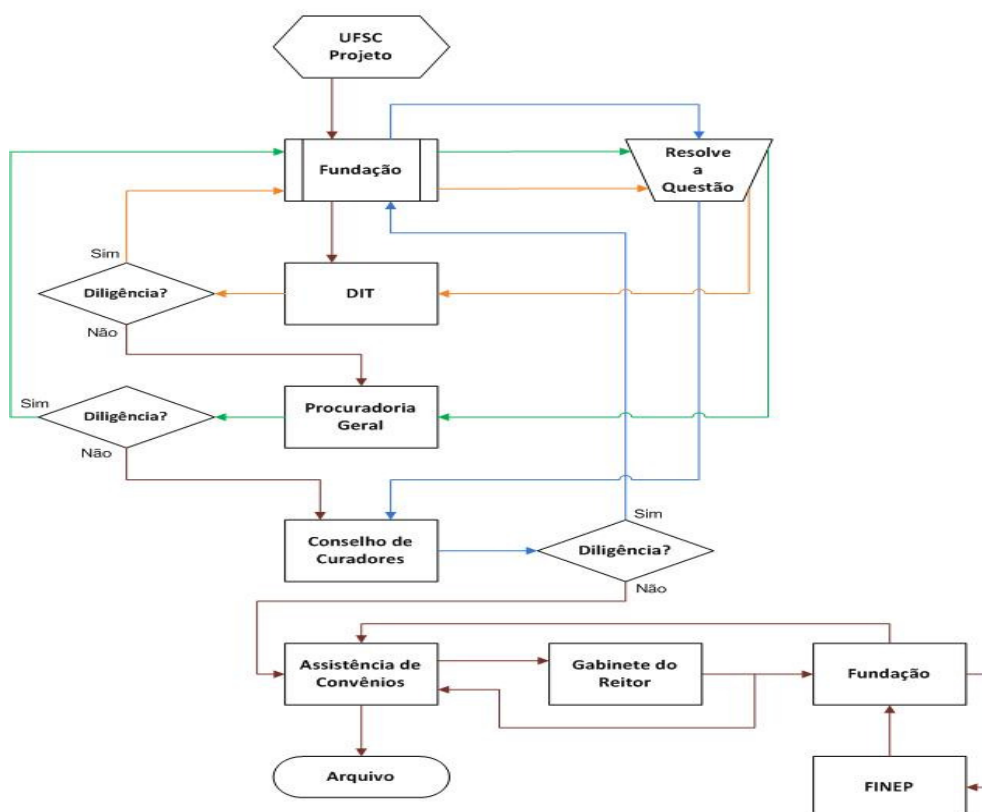 UFSC
Projeto
Fundação
Resolve
a
Questão
Sim
Diligência?
DIT
Não
Sim
Diligência?
Procuradoria
Geral
Não
Conselho de
Curadores
Sim
Diligência?
Não
Assistência de
Convênios
Gabinete do
Reitor
Fundação
Arquivo
FINEP